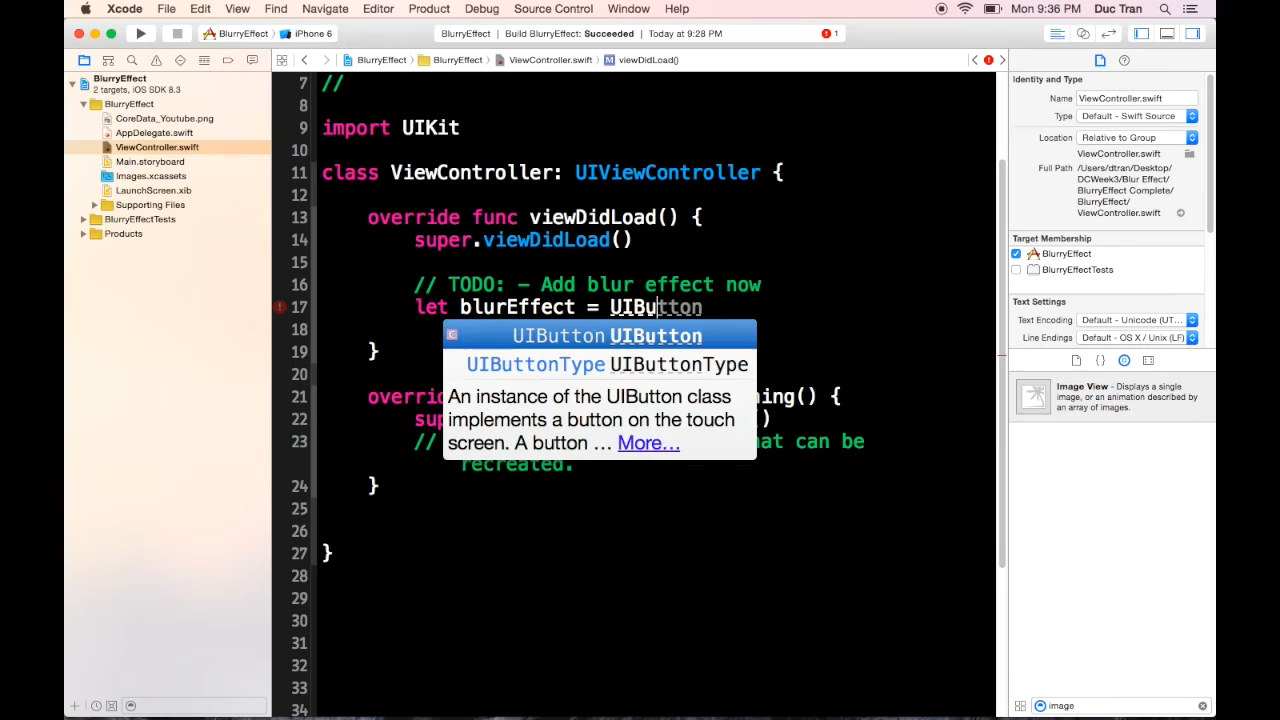 Xcode File Edit View Find Navigate Editor Product Debug Source Control Window Help Mon 9:36 PM Duc Tran
BlurryEffect iPhone 6 BlurryEffect Build BlurryEffect: Succeeded Today at 9:28 PM 1
BlurryEffect BlurryEffect ViewController.swift viewDidLoad()
BlurryEffect
2 targets, iOS SDK 8.3
BlurryEffect
CoreData_Youtube.png
AppDelegate.swift
ViewController.swift
Main.storyboard
Images.xcassets
LaunchScreen.xib
Supporting Files
BlurryEffectTests
Products
7 //
8
9 import UIKit
10
11 class ViewController: UIViewController {
12
13 override func viewDidLoad() {
14 super.viewDidLoad()
15
16 // TODO: - Add blur effect now
17 let blurEffect = UIButton
18
19 }
20
21 ning() {
22 )
23 // hat can be
recreated.
24 }
25
26
27 }
28
29
30
31
32
33
34
UIButton UIButton
UIButtonType UIButtonType
An instance of the UIButton class
implements a button on the touch
screen. A button ... More...
Identity and Type
Name ViewController.swift
Type Default - Swift Source
Location Relative to Group
ViewController.swift
Full Path /Users/dtran/Desktop/
DCWeek3/Blur Effect/
BlurryEffect Complete/
BlurryEffect/
ViewController.swift
Target Membership
BlurryEffect
BlurryEffectTests
Text Settings
Text Encoding Default - Unicode (UT...
Line Endings Default - OS X / Unix (LF)
Image View - Displays a single
image, or an animation described by
an array of images.
image